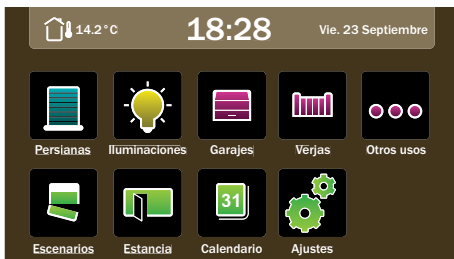 14.2°C 18:28 Vie. 23 Septiembre
Persianas Iluminaciones Garajes Verjas Otros usos
31
Escenarios Estancia Calendario Ajustes